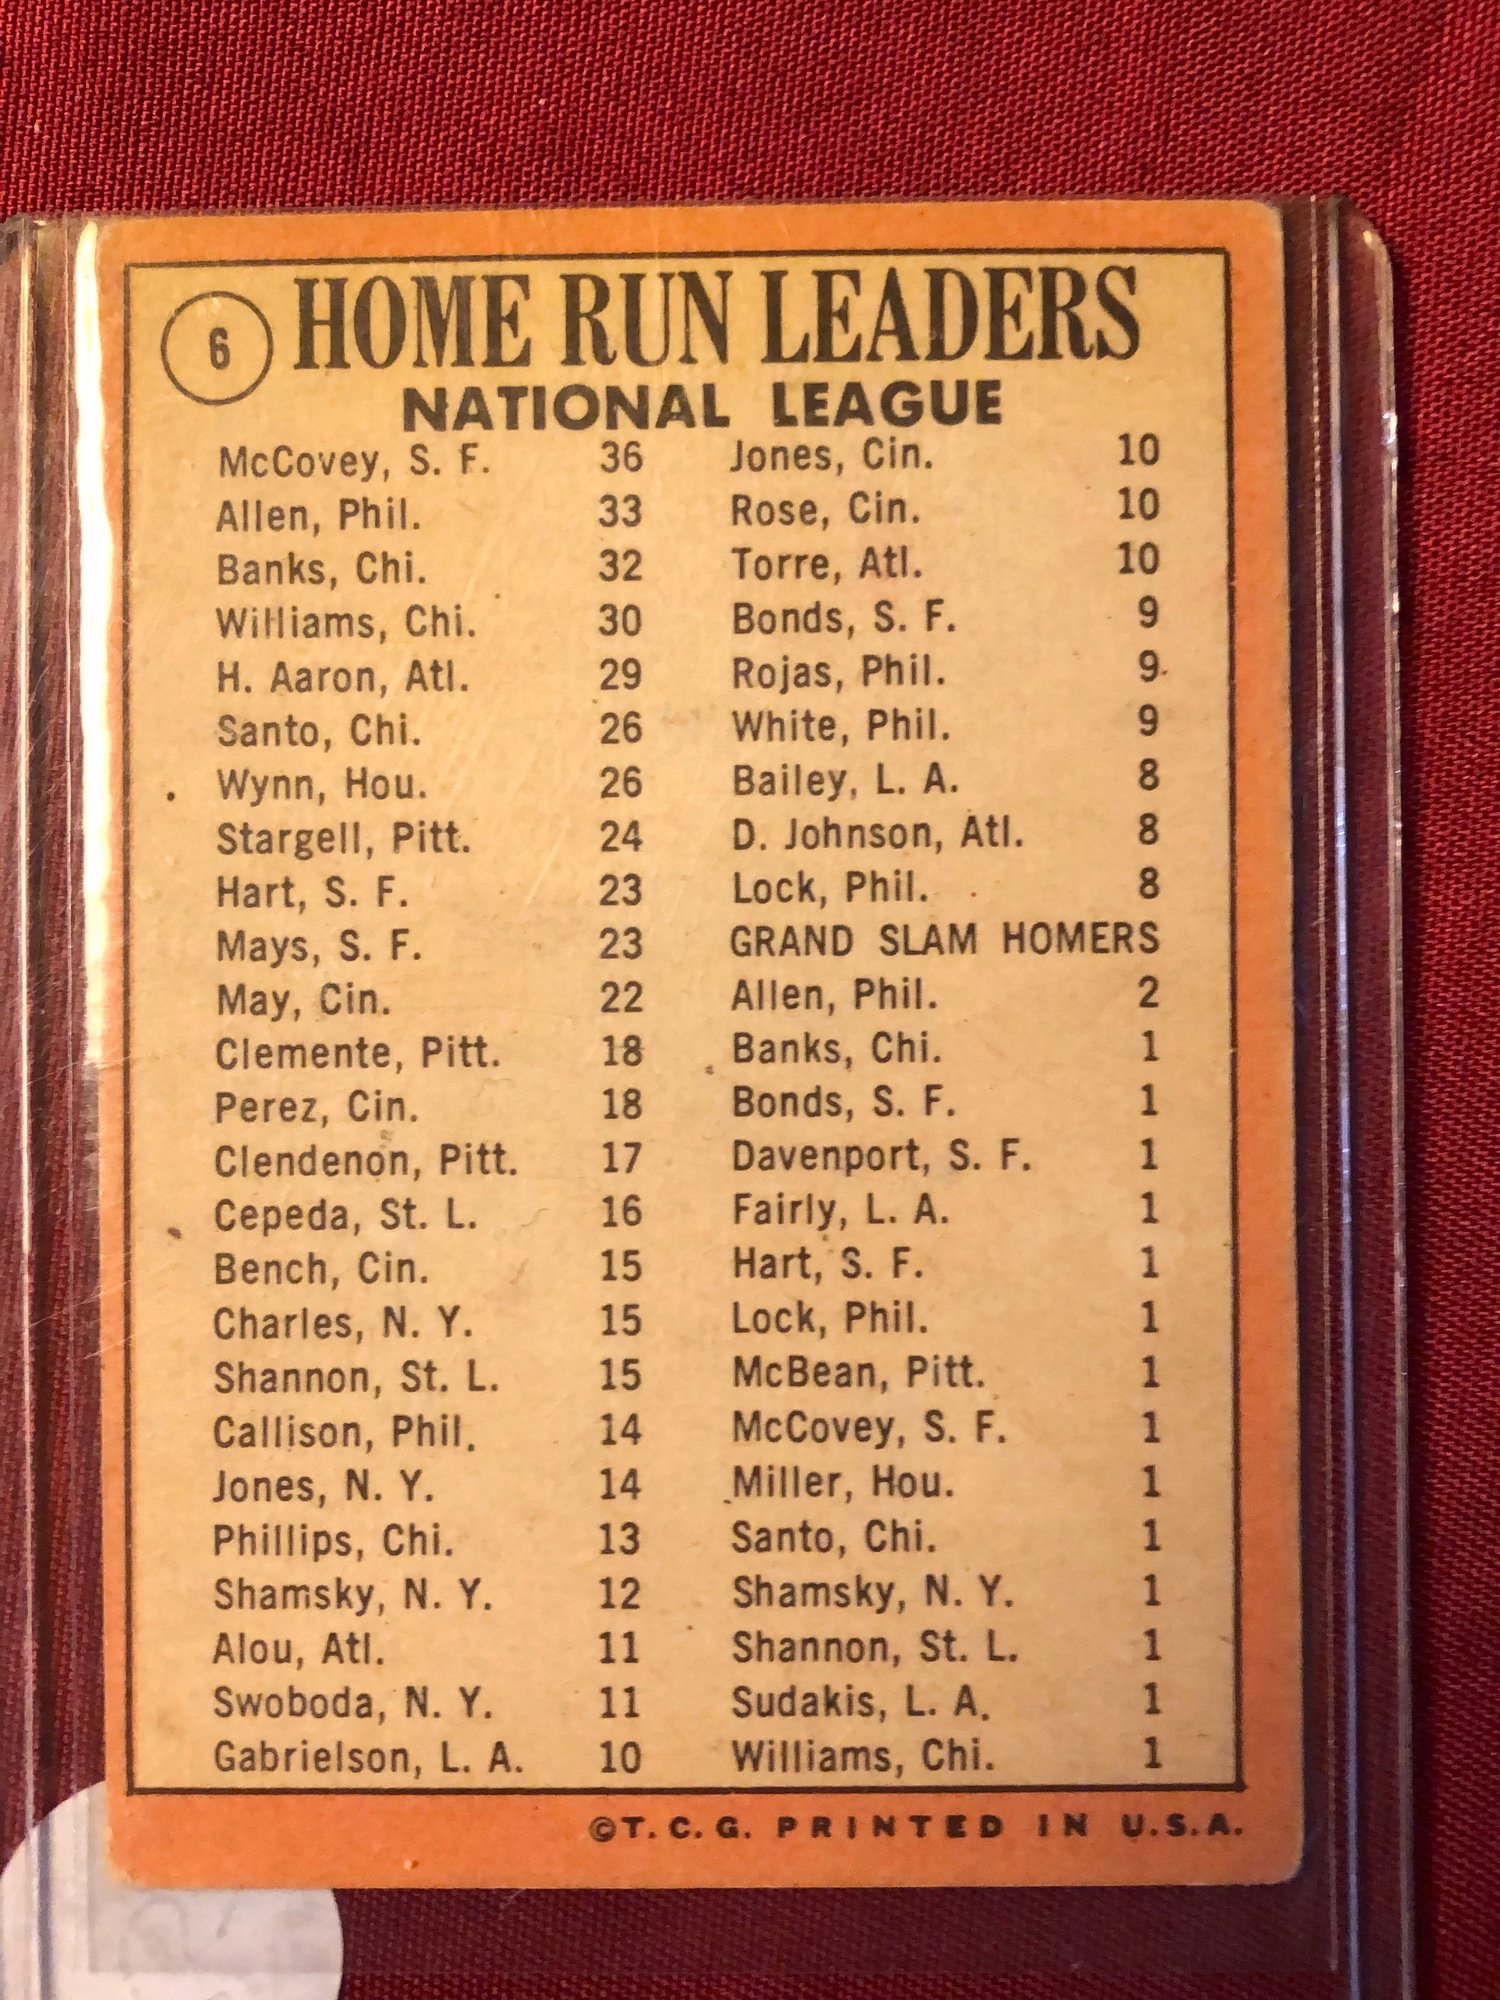 6
HOME RUN LEADERS
NATIONAL LEAGUE
McCovey, S. F. 36
Allen, Phil. 33
Banks, Chi. 32
Williams, Chi. 30
H. Aaron, Atl. 29
Santo, Chi. 26
Wynn, Hou. 26
Stargell, Pitt. 24
Hart, S. F. 23
Mays, S. F. 23
May, Cin. 22
Clemente, Pitt. 18
Perez, Cin. 18
Clendenon, Pitt. 17
Cepeda, St. L. 16
Bench, Cin. 15
Charles, N. Y. 15
Shannon, St. L. 15
Callison, Phil. 14
Jones, N. Y. 14
Phillips, Chi. 13
Shamsky, N. Y. 12
Alou, Atl. 11
Swoboda, N. Y. 11
Gabrielson, L. A. 10
Jones, Cin. 10
Rose, Cin. 10
Torre, Atl. 10
Bonds, S. F. 9
Rojas, Phil. 9
White, Phil. 9
Bailey, L. A. 8
D. Johnson, Atl. 8
Lock, Phil. 8
GRAND SLAM HOMERS
Allen, Phil. 2
Banks, Chi. 1
Bonds, S. F. 1
Davenport, S. F. 1
Fairly, L. A. 1
Hart, S. F. 1
Lock, Phil. 1
McBean, Pitt. 1
McCovey, S. F. 1
Miller, Hou. 1
Santo, Chi. 1
Shamsky, N. Y. 1
Shannon, St. L. 1
Sudakis, L. A. 1
Williams, Chi. 1
©T.C.G. PRINTED IN U.S.A.